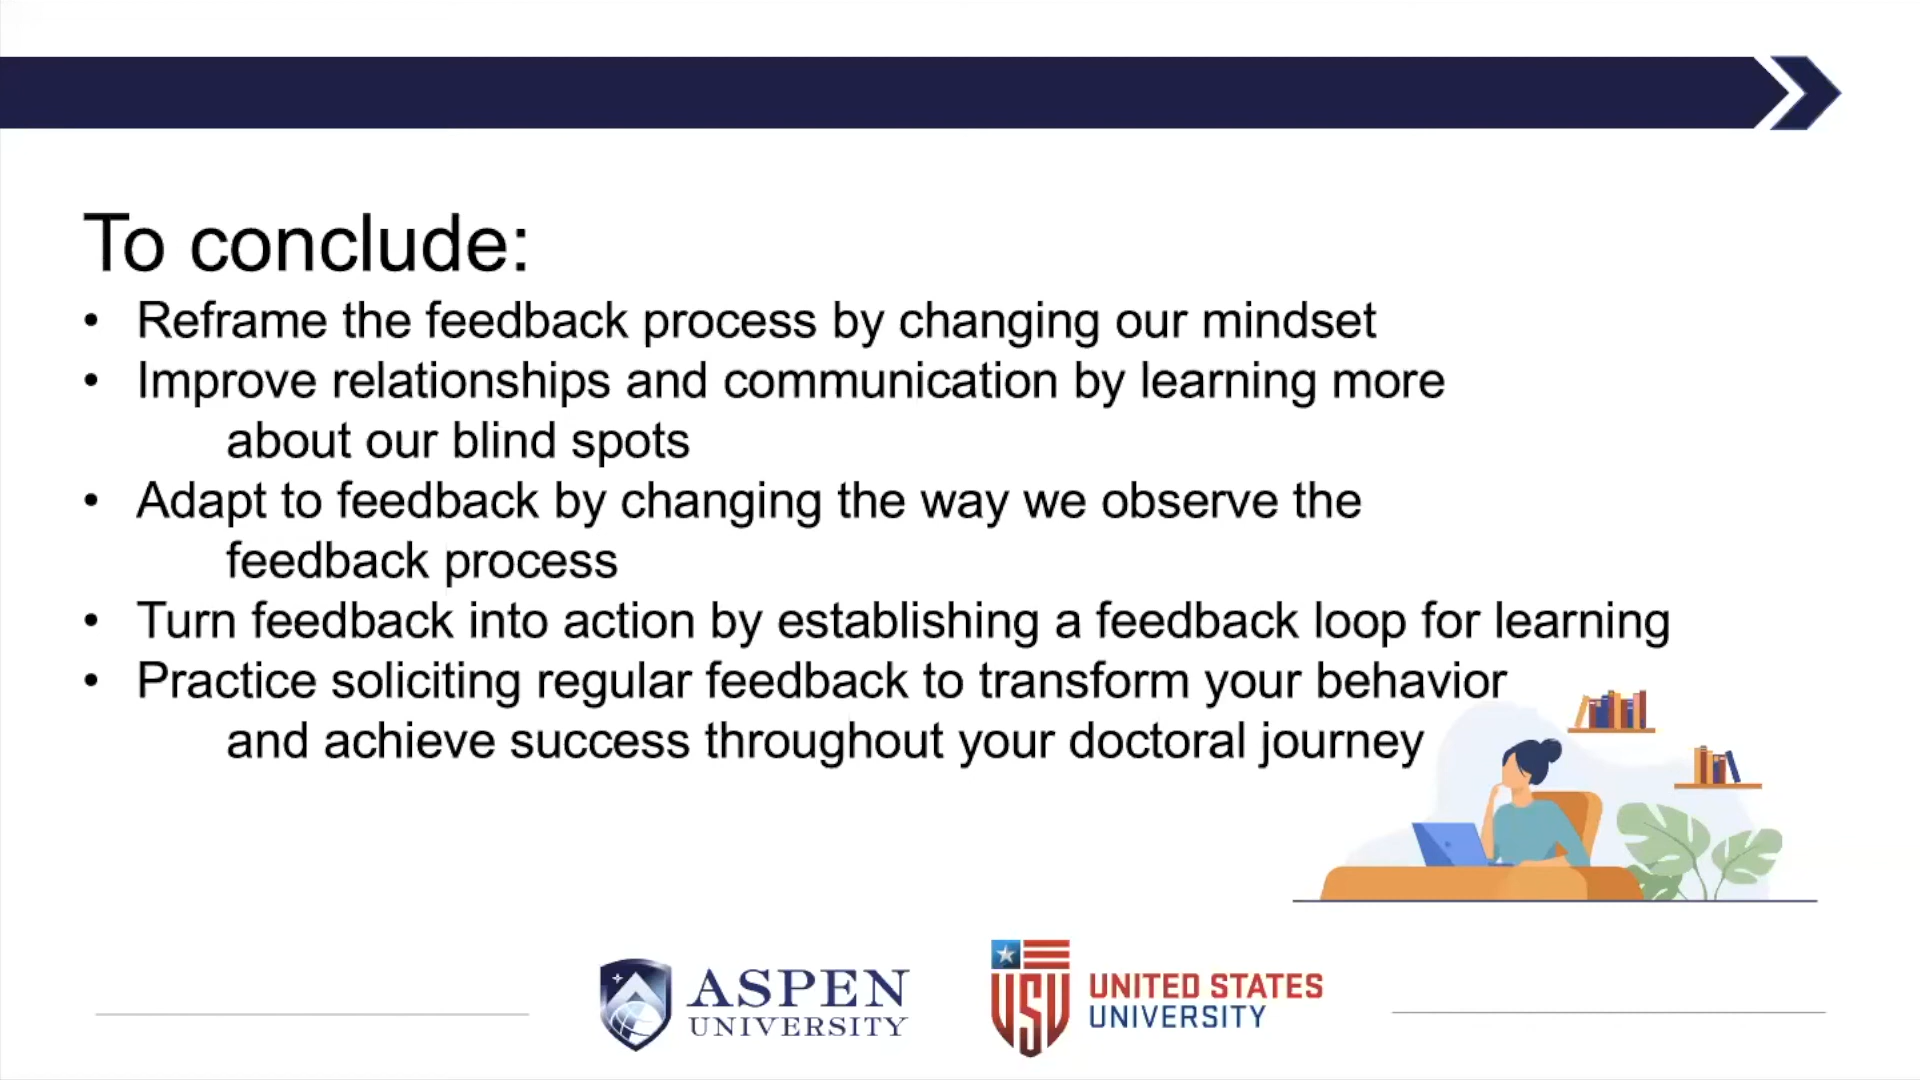 To conclude:
• Reframe the feedback process by changing our mindset
• Improve relationships and communication by learning more
about our blind spots
• Adapt to feedback by changing the way we observe the
feedback process
• Turn feedback into action by establishing a feedback loop for learning
• Practice soliciting regular feedback to transform your behavior
and achieve success throughout your doctoral journey
ASPEN
UNIVERSITY
USU
UNITED STATES
UNIVERSITY